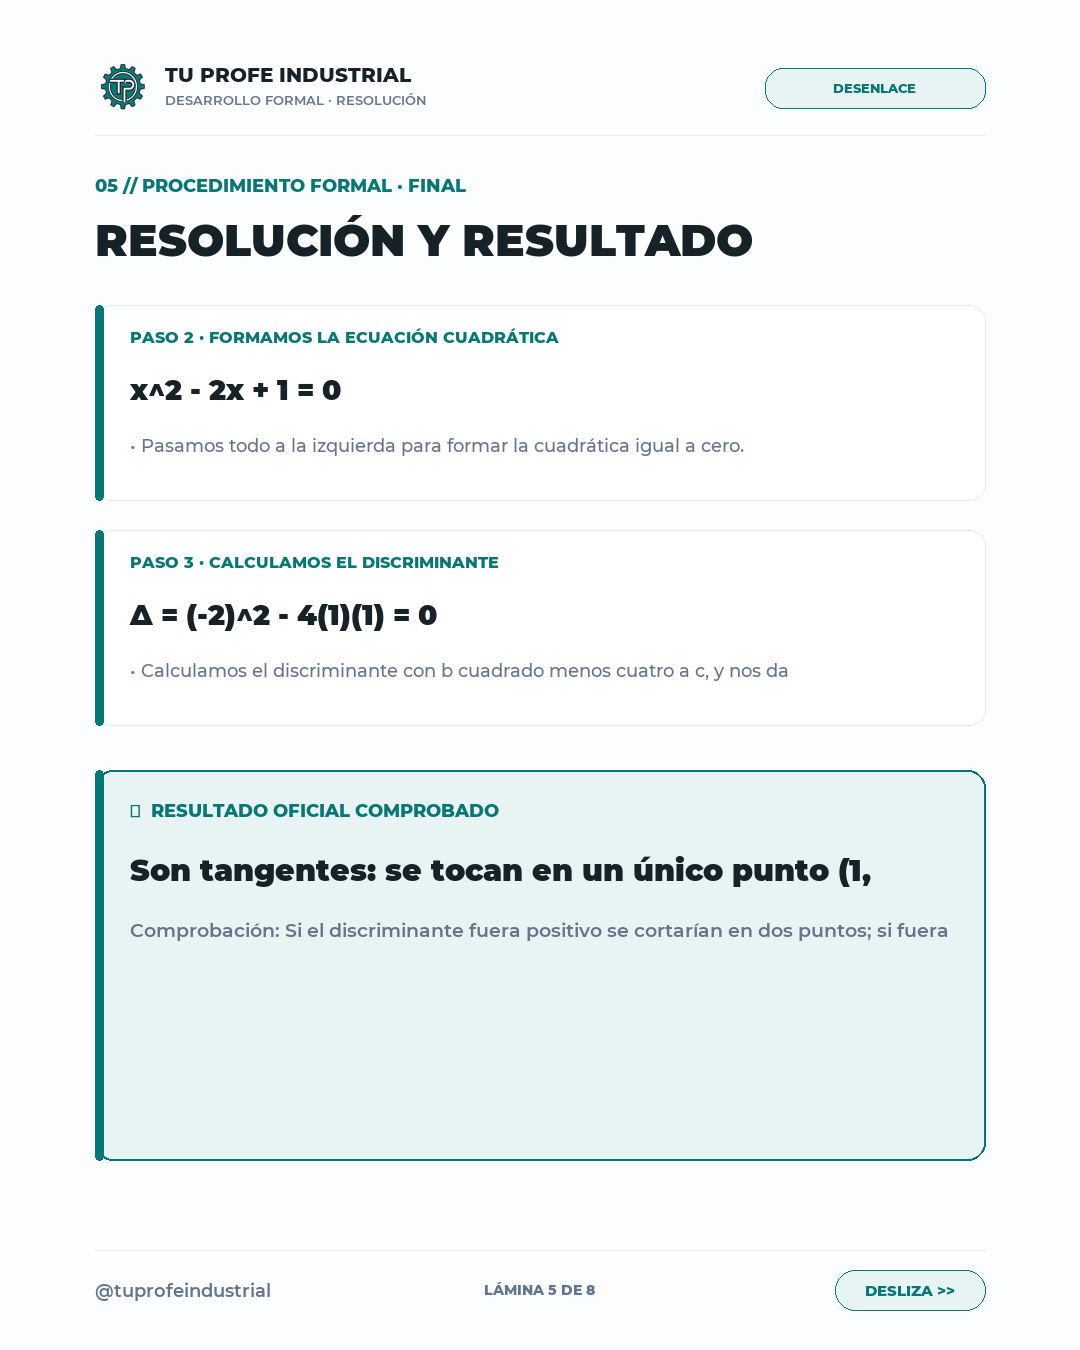 TP
TU PROFE INDUSTRIAL
DESARROLLO FORMAL · RESOLUCIÓN
DESENLACE
05 // PROCEDIMIENTO FORMAL · FINAL
RESOLUCIÓN Y RESULTADO
PASO 2 · FORMAMOS LA ECUACIÓN CUADRÁTICA
x^2 - 2x + 1 = 0
· Pasamos todo a la izquierda para formar la cuadrática igual a cero.
PASO 3 · CALCULAMOS EL DISCRIMINANTE
Δ = (-2)^2 - 4(1)(1) = 0
· Calculamos el discriminante con b cuadrado menos cuatro a c, y nos da
RESULTADO OFICIAL COMPROBADO
Son tangentes: se tocan en un único punto (1,
Comprobación: Si el discriminante fuera positivo se cortarían en dos puntos; si fuera
@tuprofeindustrial
LÁMINA 5 DE 8
DESLIZA >>